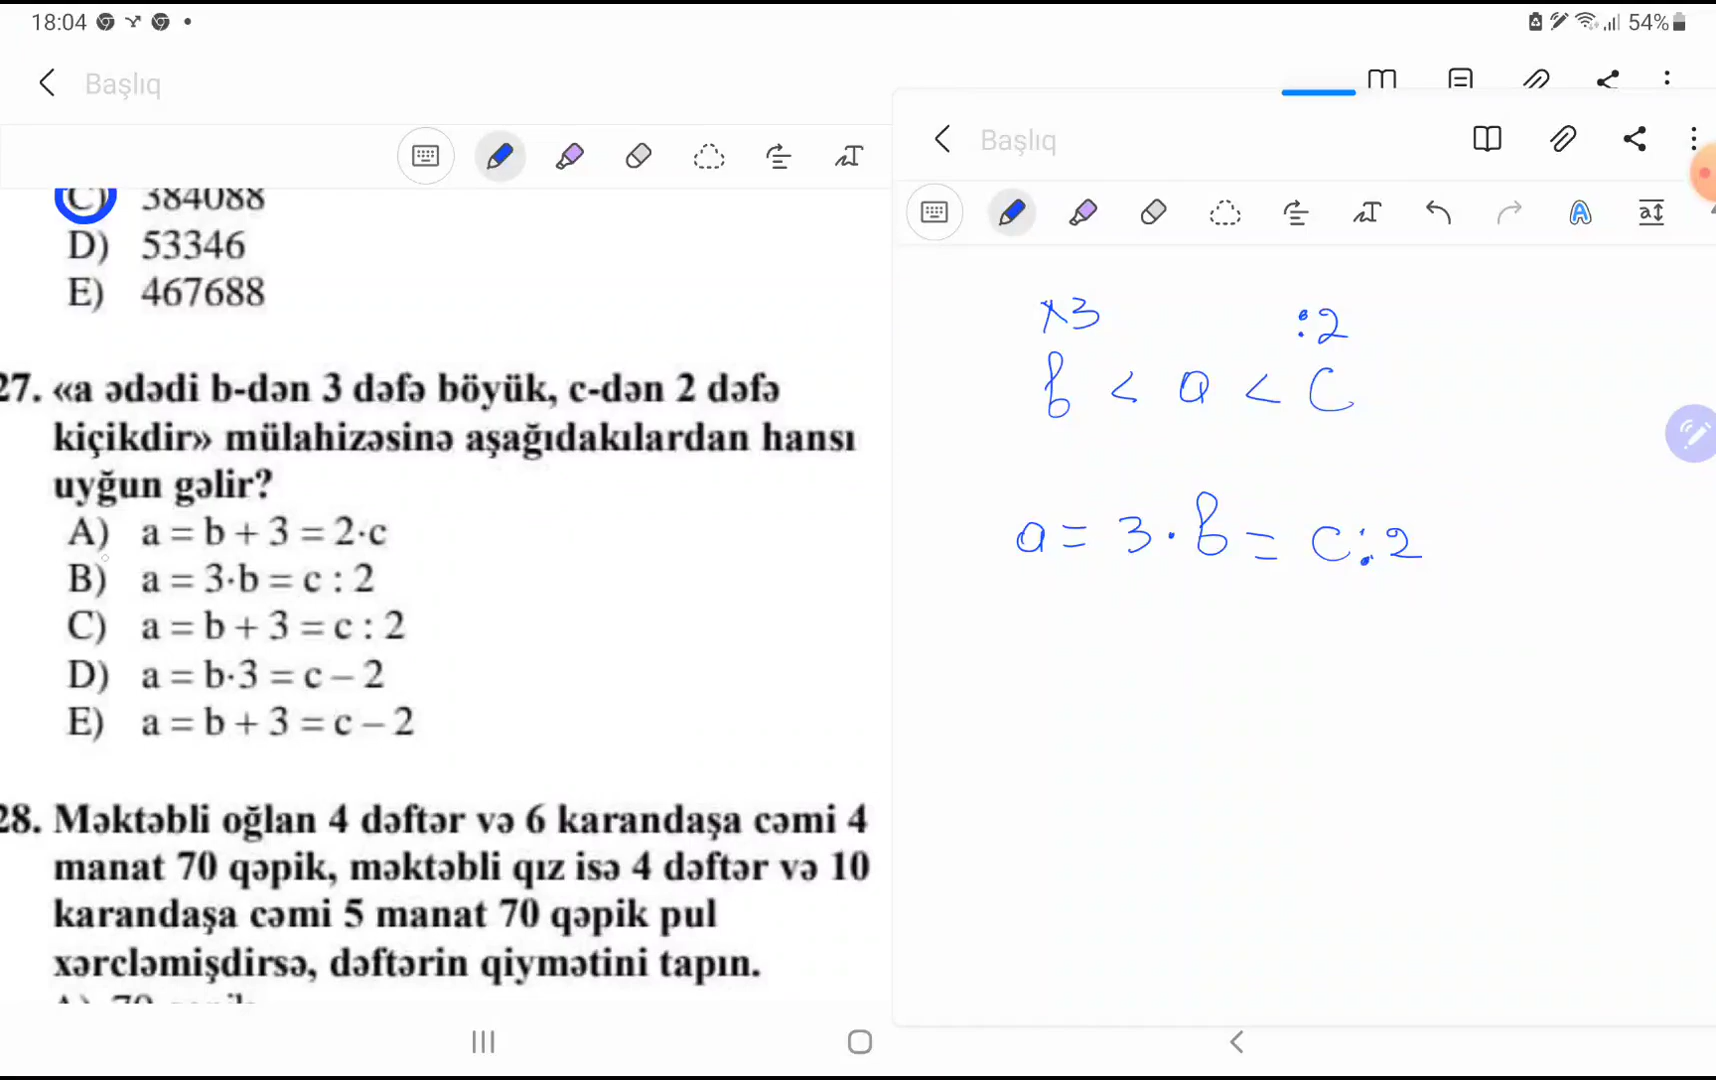 18:04
54%
Başlıq
C) 384088
D) 53346
E) 467688
27. «a ədədi b-dən 3 dəfə böyük, c-dən 2 dəfə
kiçikdir» mülahizəsinə aşağıdakılardan hansı
uyğun gəlir?
A) a = b + 3 = 2·c
B) a = 3·b = c : 2
C) a = b + 3 = c : 2
D) a = b·3 = c – 2
E) a = b + 3 = c – 2
28. Məktəbli oğlan 4 dəftər və 6 karandaşa cəmi 4
manat 70 qəpik, məktəbli qız isə 4 dəftər və 10
karandaşa cəmi 5 manat 70 qəpik pul
xərcləmişdirsə, dəftərin qiymətini tapın.
Başlıq
×3 :2
b < a < c
a = 3 · b = c : 2